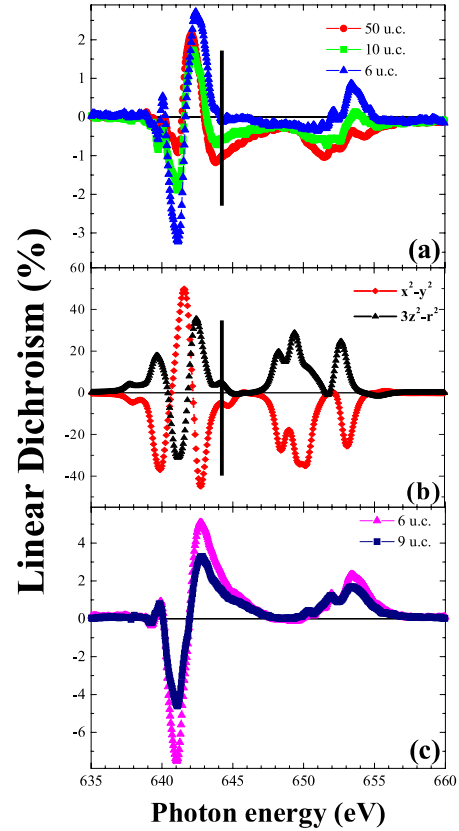 50 u.c.
10 u.c.
6 u.c.
2
1
0
-1
-2
-3
(a)
60
40
20
0
-20
-40
x²-y²
3z²-r²
(b)
4
2
0
-2
-4
-6
6 u.c.
9 u.c.
(c)
635 640 645 650 655 660
Photon energy (eV)
Linear Dichroism (%)